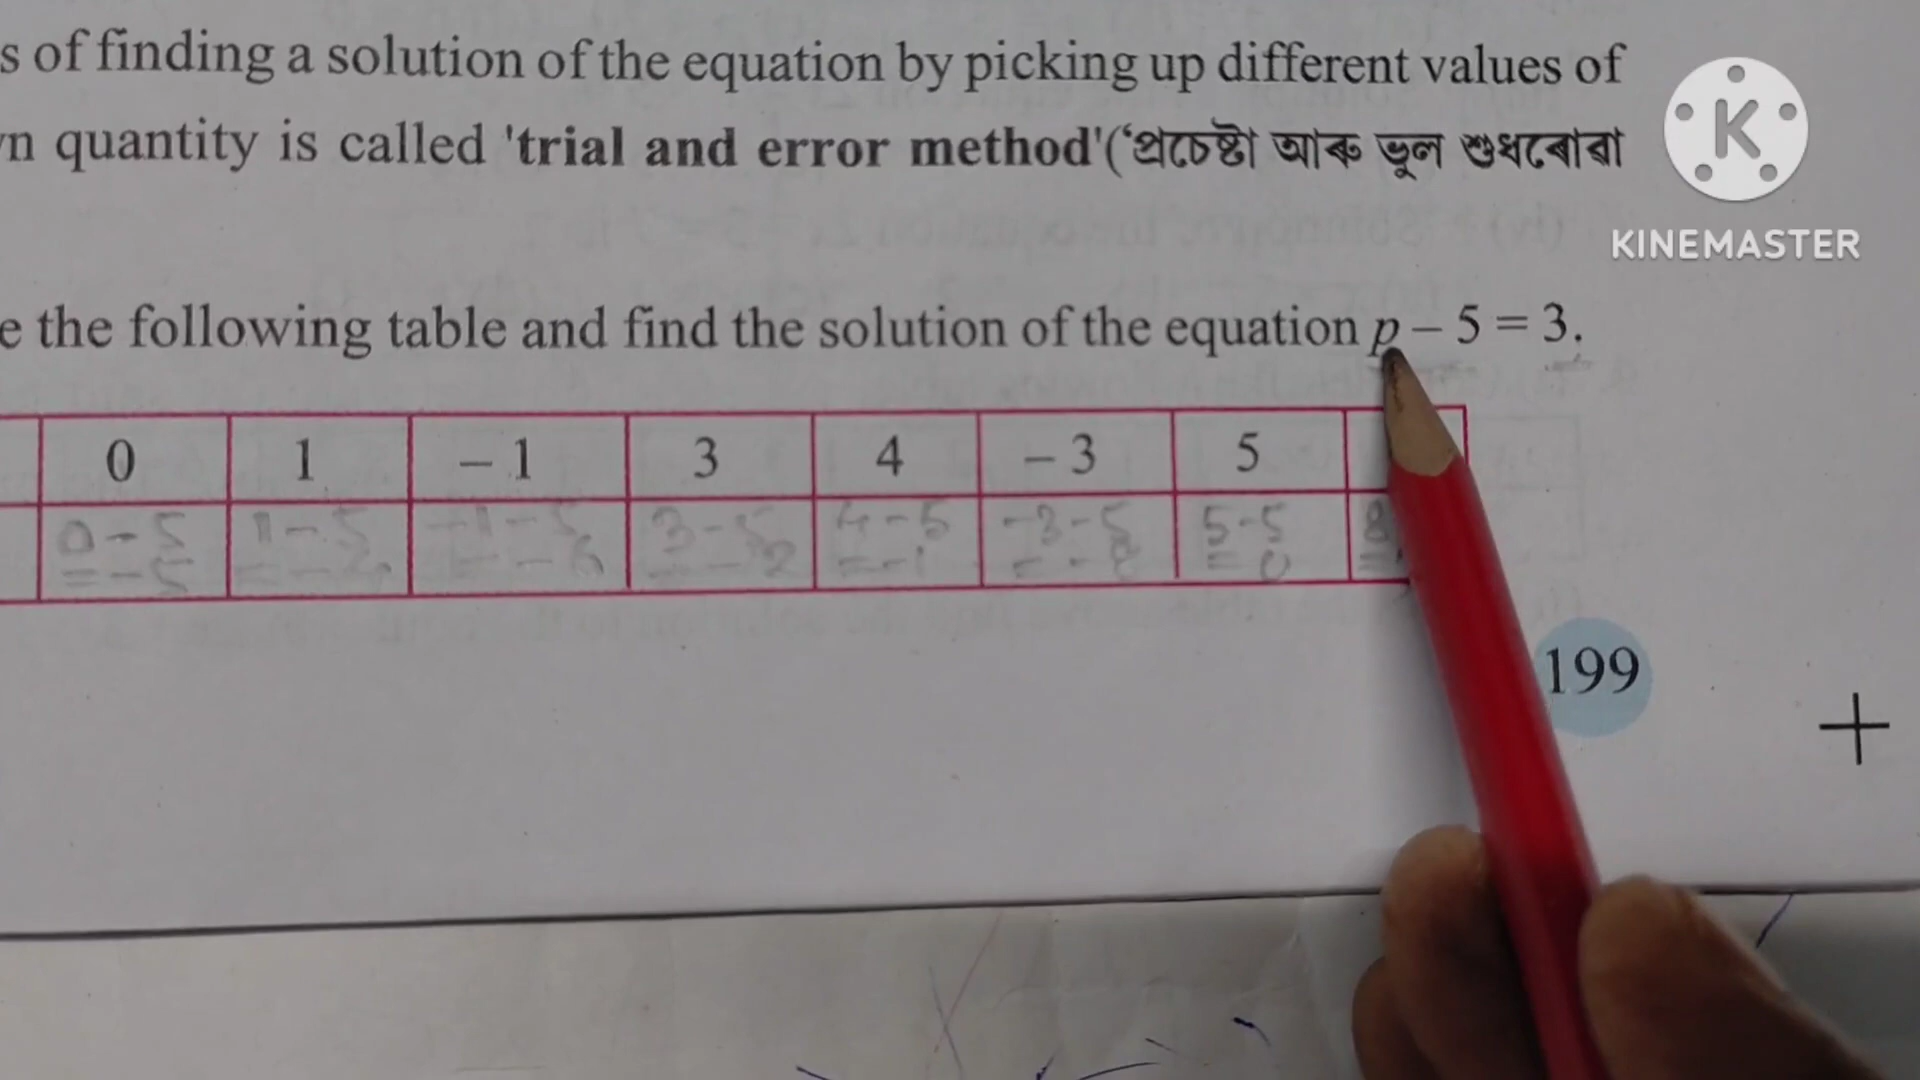 s of finding a solution of the equation by picking up different values of
n quantity is called 'trial and error method'('প্ৰচেষ্টা আৰু ভুল শুধৰোৱা
K
KINEMASTER
e the following table and find the solution of the equation p – 5 = 3.
0 1 – 1 3 4 – 3 5
0 - 5 1 - 5 -1 - 5 3 - 5 4 - 5 -3 - 5 5 - 5 8
= - 5 = - 6 - 2 = - 1 = - 8 = 0
199